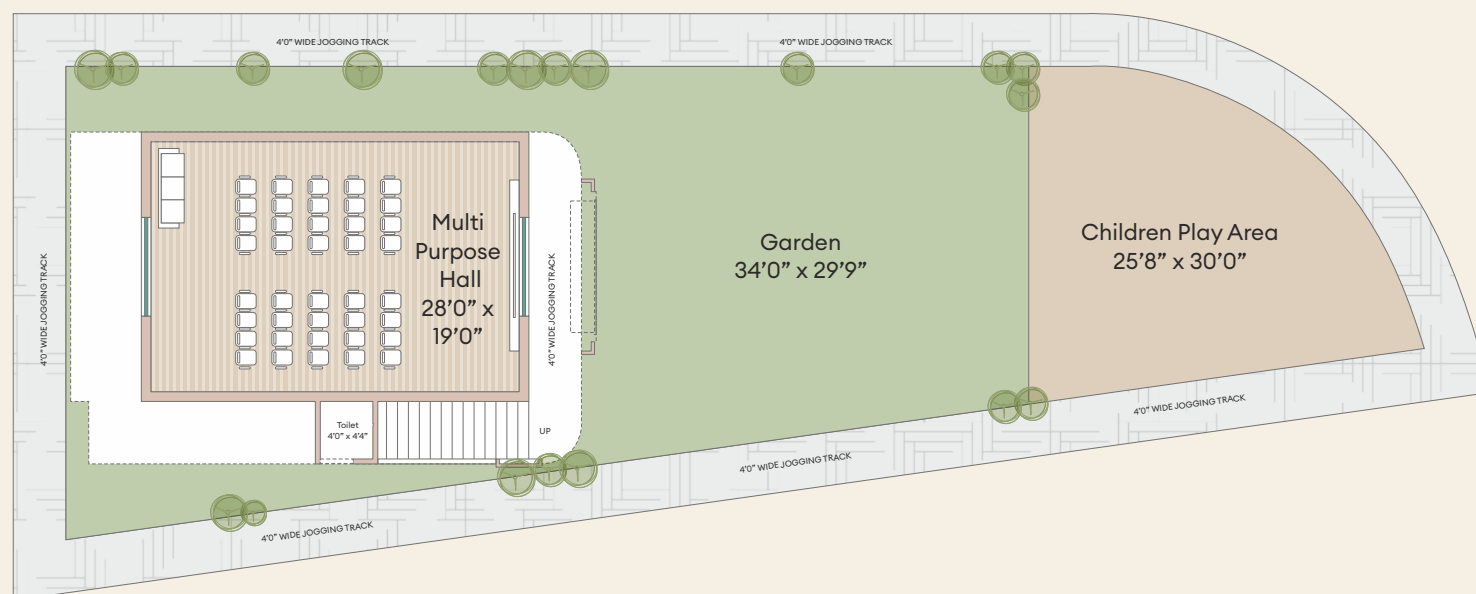 4'0" WIDE JOGGING TRACK
4'0" WIDE JOGGING TRACK
4'0" WIDE JOGGING TRACK
Multi
Purpose
Hall
28’0” x
19’0”
4'0" WIDE JOGGING TRACK
Garden
34’0” x 29’9”
Children Play Area
25’8” x 30’0”
Toilet
4'0" x 4'4"
UP
4'0" WIDE JOGGING TRACK
4'0" WIDE JOGGING TRACK
4'0" WIDE JOGGING TRACK